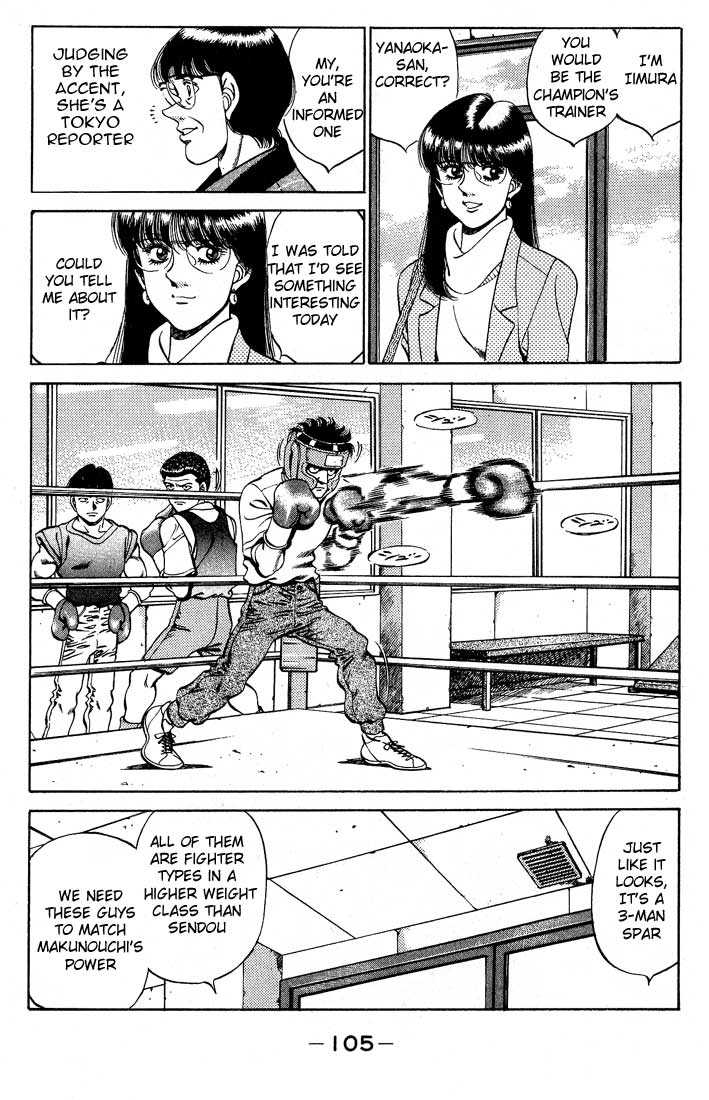 I'M
IIMURA
YOU
WOULD
BE THE
CHAMPION'S
TRAINER
YANAOKA-
SAN,
CORRECT?
MY,
YOU'RE
AN
INFORMED
ONE
JUDGING
BY THE
ACCENT,
SHE'S A
TOKYO
REPORTER
I WAS TOLD
THAT I'D SEE
SOMETHING
INTERESTING
TODAY
COULD
YOU TELL
ME ABOUT
IT?
JUST
LIKE IT
LOOKS,
IT'S A
3-MAN
SPAR
ALL OF THEM
ARE FIGHTER
TYPES IN A
HIGHER WEIGHT
CLASS THAN
SENDOU
WE NEED
THESE GUYS
TO MATCH
MAKUNOUCHI'S
POWER
-105-